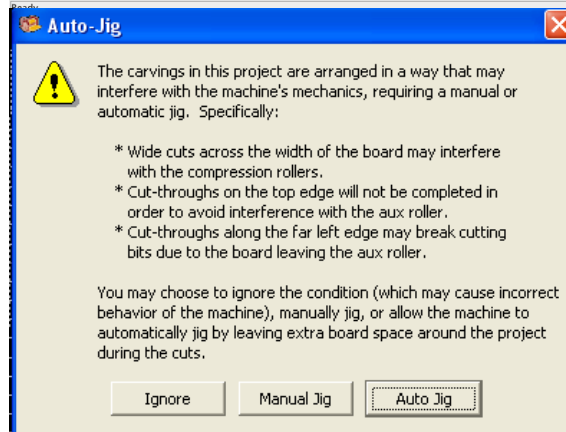 Ready
Auto-Jig
The carvings in this project are arranged in a way that may
interfere with the machine's mechanics, requiring a manual or
automatic jig. Specifically:
* Wide cuts across the width of the board may interfere
with the compression rollers.
* Cut-throughs on the top edge will not be completed in
order to avoid interference with the aux roller.
* Cut-throughs along the far left edge may break cutting
bits due to the board leaving the aux roller.
You may choose to ignore the condition (which may cause incorrect
behavior of the machine), manually jig, or allow the machine to
automatically jig by leaving extra board space around the project
during the cuts.
Ignore
Manual Jig
Auto Jig